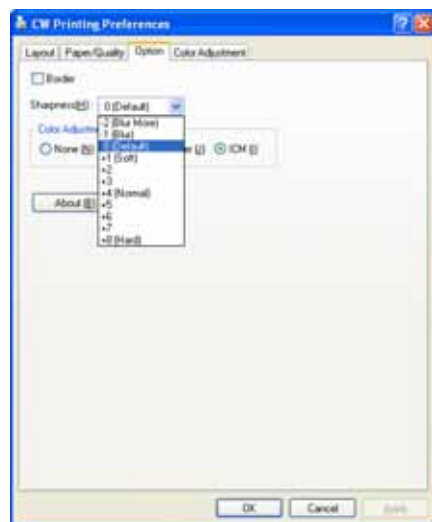 CW Printing Preferences
Layout Paper/Quality Option Color Adjustment
Border
Sharpness(H) 0 (Default)
-2 (Blur More)
-1 (Blur)
0 (Default)
+1 (Soft)
+2
+3
+4 (Normal)
+5
+6
+7
+8 (Hard)
Color Adjustm
None (N) er (J) ICM (I)
About (B)
OK Cancel Apply